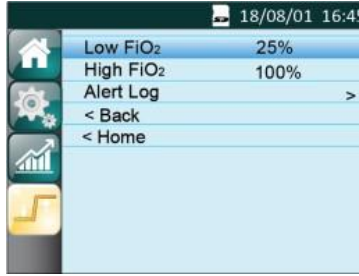 18/08/01 16:45
Low FiO₂ 25%
High FiO₂ 100%
Alert Log >
< Back
< Home